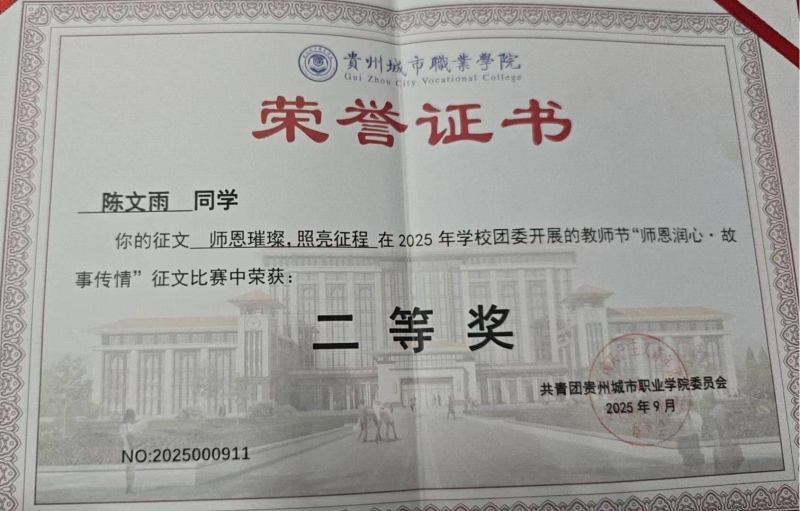 貴州城市職業學院
Gui Zhou City Vocational College
荣誉证书
陈文雨 同学
你的征文 师恩璀璨,照亮征程 在2025年学校团委开展的教师节“师恩润心·故
事传情”征文比赛中荣获：
二等奖
共青团贵州城市职业学院委员会
2025年9月
NO:2025000911